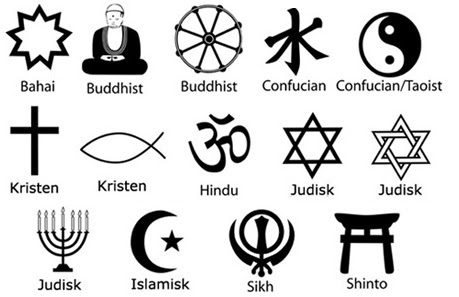 Bahai Buddhist Buddhist Confucian Confucian/Taoist
Kristen Kristen Hindu Judisk Judisk
Judisk Islamisk Sikh Shinto